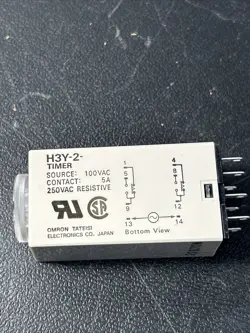 H3Y-2-
TIMER
SOURCE: 100VAC
CONTACT: 5A
250VAC RESISTIVE
OMRON TATEISI
ELECTRONICS CO. JAPAN
1 4
5 8
9 12
13 14
Bottom View